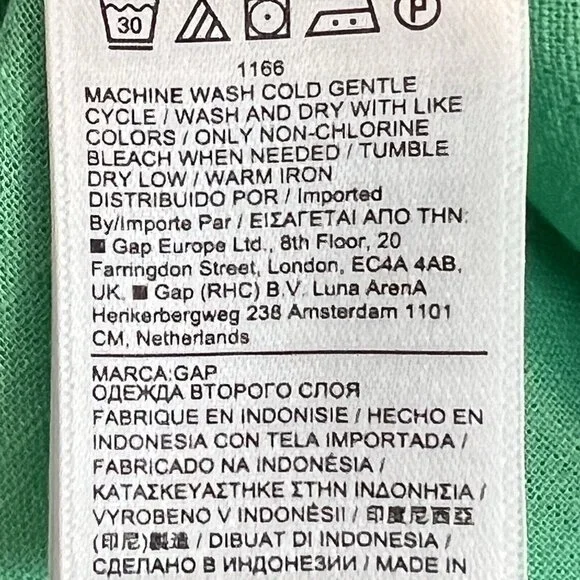 30 P
1166
MACHINE WASH COLD GENTLE
CYCLE / WASH AND DRY WITH LIKE
COLORS / ONLY NON-CHLORINE
BLEACH WHEN NEEDED / TUMBLE
DRY LOW / WARM IRON
DISTRIBUIDO POR / Imported
By/Importe Par / ΕΙΣΑΓΕΤΑΙ ΑΠΟ ΤΗΝ:
Gap Europe Ltd., 8th Floor, 20
Farringdon Street, London, EC4A 4AB,
UK. Gap (RHC) B.V. Luna ArenA
Herikerbergweg 238 Amsterdam 1101
CM, Netherlands
MARCA:GAP
ОДЕЖДА ВТОРОГО СЛОЯ
FABRIQUE EN INDONISIE / HECHO EN
INDONESIA CON TELA IMPORTADA /
FABRICADO NA INDONÉSIA /
ΚΑΤΑΣΚΕΥΑΣΤΗΚΕ ΣΤΗΝ ΙΝΔΟΝΗΣΙΑ /
VYROBENO V INDONÉSII / 印度尼西亞
(印尼)製造 / DIBUAT DI INDONESIA /
СДЕЛАНО В ИНДОНЕЗИИ / MADE IN